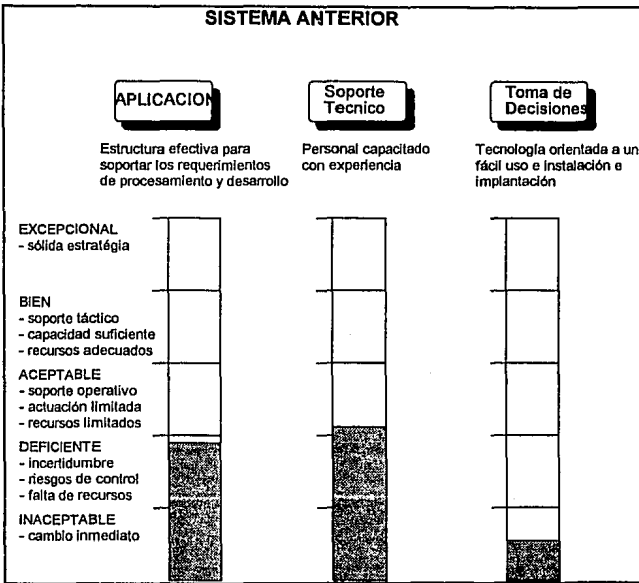 SISTEMA ANTERIOR
APLICACION
Estructura efectiva para
soportar los requerimientos
de procesamiento y desarrollo
Soporte
Tecnico
Personal capacitado
con experiencia
Toma de
Decisiones
Tecnología orientada a un
fácil uso e instalación e
implantación
EXCEPCIONAL
- sólida estratégia
BIEN
- soporte táctico
- capacidad suficiente
- recursos adecuados
ACEPTABLE
- soporte operativo
- actuación limitada
- recursos limitados
DEFICIENTE
- incertidumbre
- riesgos de control
- falta de recursos
INACEPTABLE
- cambio inmediato